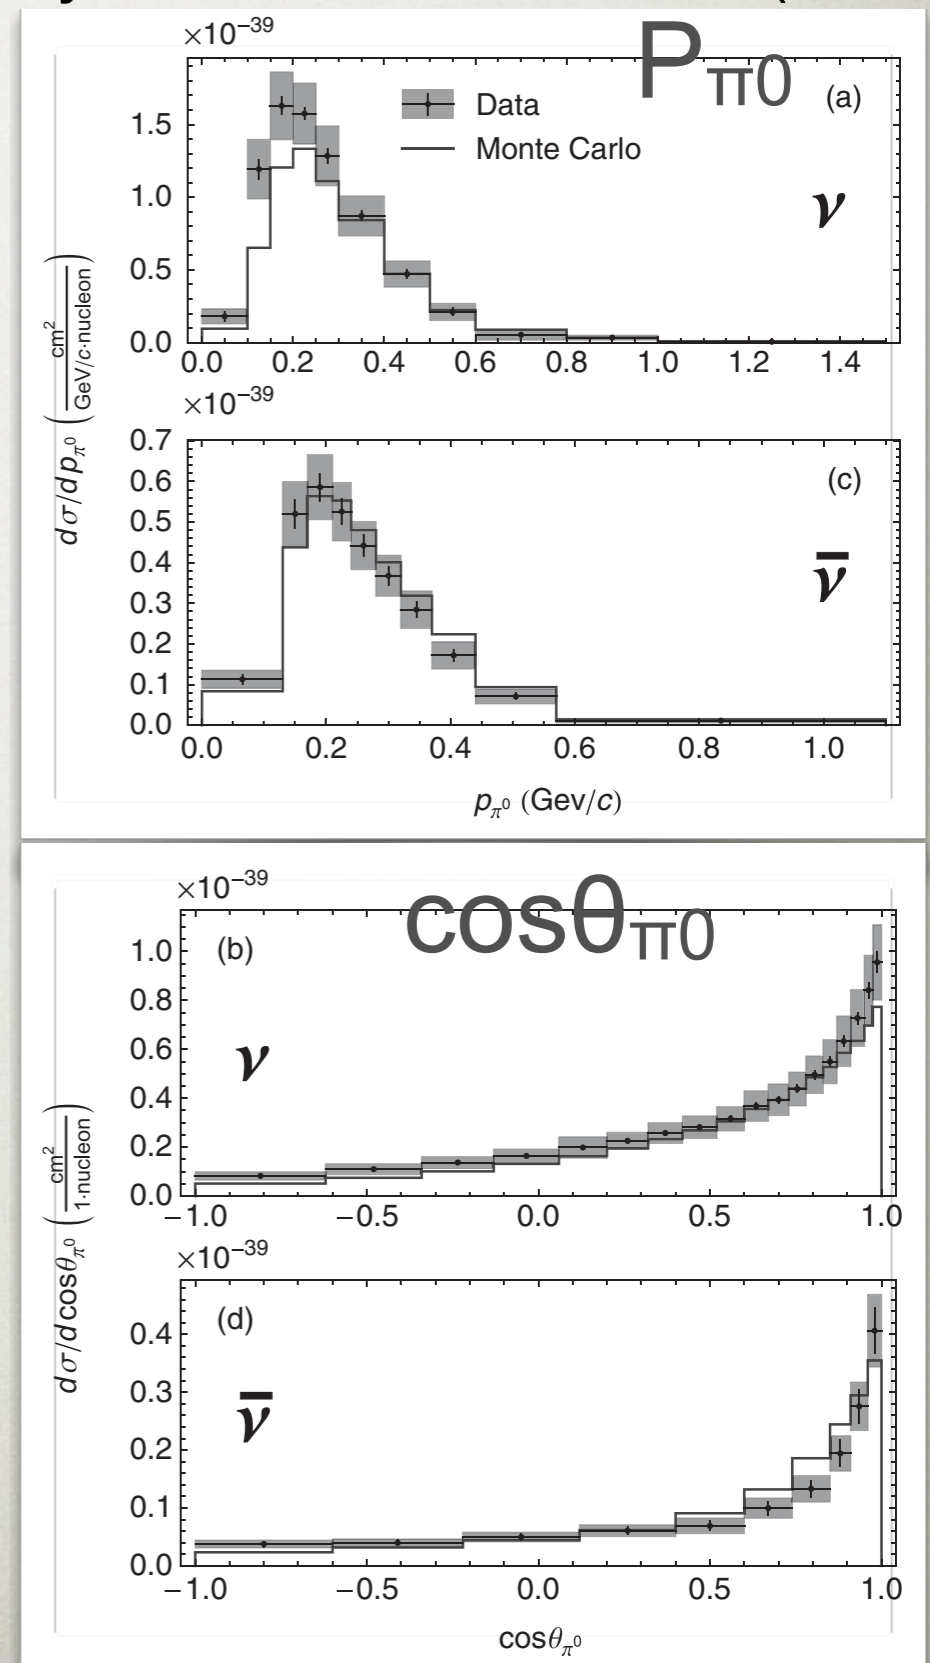 ×10⁻³⁹
Pπ0
(a)
Data
Monte Carlo
ν
1.5
1.0
0.5
0.0
0.0 0.2 0.4 0.6 0.8 1.0 1.2 1.4
×10⁻³⁹
(c)
ν̅
0.7
0.6
0.5
0.4
0.3
0.2
0.1
0.0
0.0 0.2 0.4 0.6 0.8 1.0
dσ/dp_π⁰ (cm²/GeV/c·nucleon)
p_π⁰ (Gev/c)
×10⁻³⁹
cosθπ0
(b)
ν
1.0
0.8
0.6
0.4
0.2
0.0
−1.0 −0.5 0.0 0.5 1.0
×10⁻³⁹
(d)
ν̅
0.4
0.3
0.2
0.1
0.0
−1.0 −0.5 0.0 0.5 1.0
dσ/dcosθ_π⁰ (cm²/1·nucleon)
cosθ_π⁰